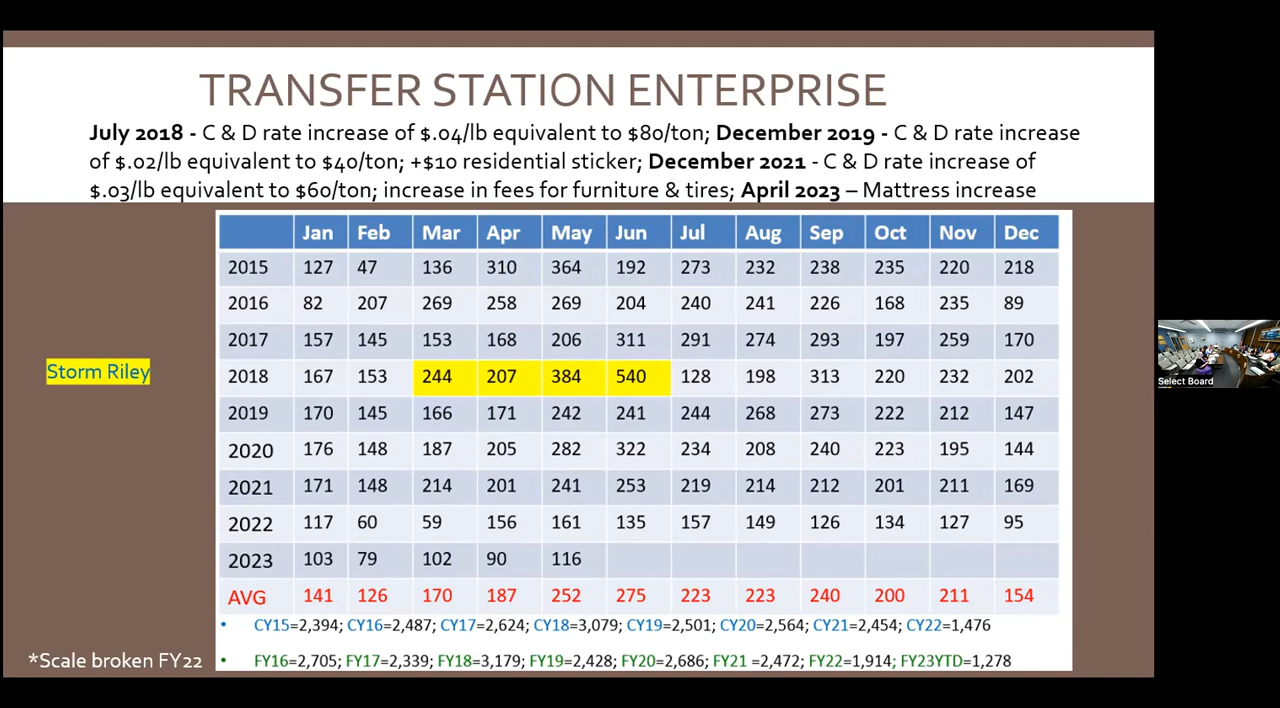 TRANSFER STATION ENTERPRISE
July 2018 - C & D rate increase of $.04/lb equivalent to $80/ton; December 2019 - C & D rate increase
of $.02/lb equivalent to $40/ton; +$10 residential sticker; December 2021 - C & D rate increase of
$.03/lb equivalent to $60/ton; increase in fees for furniture & tires; April 2023 – Mattress increase
Jan Feb Mar Apr May Jun Jul Aug Sep Oct Nov Dec
2015 127 47 136 310 364 192 273 232 238 235 220 218
2016 82 207 269 258 269 204 240 241 226 168 235 89
2017 157 145 153 168 206 311 291 274 293 197 259 170
Storm Riley
2018 167 153 244 207 384 540 128 198 313 220 232 202
2019 170 145 166 171 242 241 244 268 273 222 212 147
2020 176 148 187 205 282 322 234 208 240 223 195 144
2021 171 148 214 201 241 253 219 214 212 201 211 169
2022 117 60 59 156 161 135 157 149 126 134 127 95
2023 103 79 102 90 116
AVG 141 126 170 187 252 275 223 223 240 200 211 154
• CY15=2,394; CY16=2,487; CY17=2,624; CY18=3,079; CY19=2,501; CY20=2,564; CY21=2,454; CY22=1,476
*Scale broken FY22
• FY16=2,705; FY17=2,339; FY18=3,179; FY19=2,428; FY20=2,686; FY21 =2,472; FY22=1,914; FY23YTD=1,278
Select Board